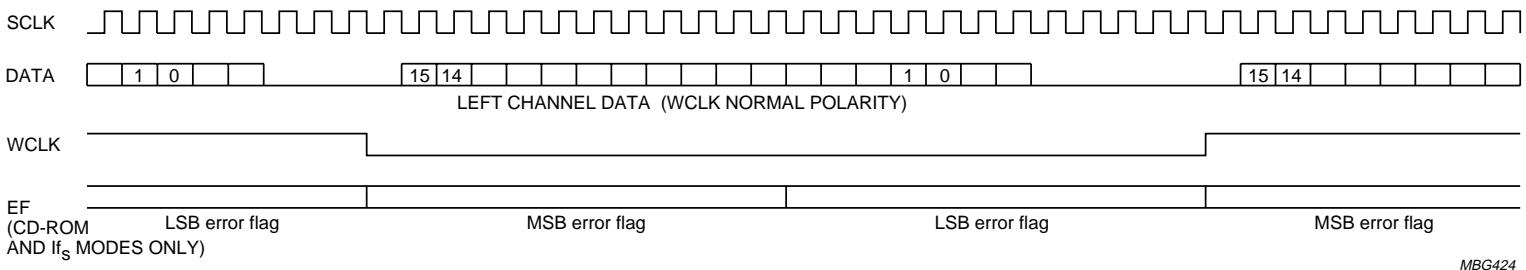 SCLK
DATA 1 0 15 14 1 0 15 14
LEFT CHANNEL DATA (WCLK NORMAL POLARITY)
WCLK
EF
(CD-ROM
AND Ifs MODES ONLY)
LSB error flag MSB error flag LSB error flag MSB error flag
MBG424